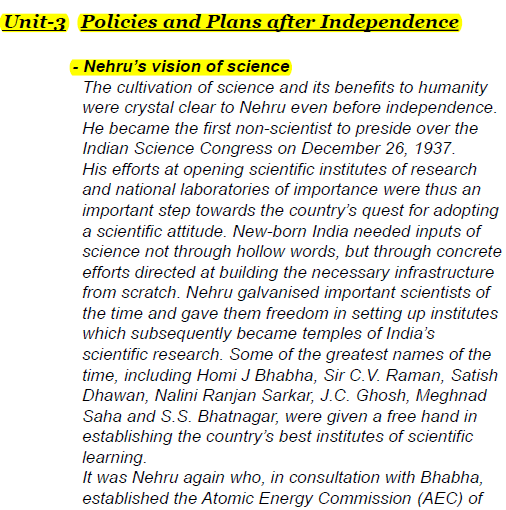 Unit-3 Policies and Plans after Independence
- Nehru's vision of science
The cultivation of science and its benefits to humanity
were crystal clear to Nehru even before independence.
He became the first non-scientist to preside over the
Indian Science Congress on December 26, 1937.
His efforts at opening scientific institutes of research
and national laboratories of importance were thus an
important step towards the country's quest for adopting
a scientific attitude. New-born India needed inputs of
science not through hollow words, but through concrete
efforts directed at building the necessary infrastructure
from scratch. Nehru galvanised important scientists of
the time and gave them freedom in setting up institutes
which subsequently became temples of India's
scientific research. Some of the greatest names of the
time, including Homi J Bhabha, Sir C.V. Raman, Satish
Dhawan, Nalini Ranjan Sarkar, J.C. Ghosh, Meghnad
Saha and S.S. Bhatnagar, were given a free hand in
establishing the country's best institutes of scientific
learning.
It was Nehru again who, in consultation with Bhabha,
established the Atomic Energy Commission (AEC) of